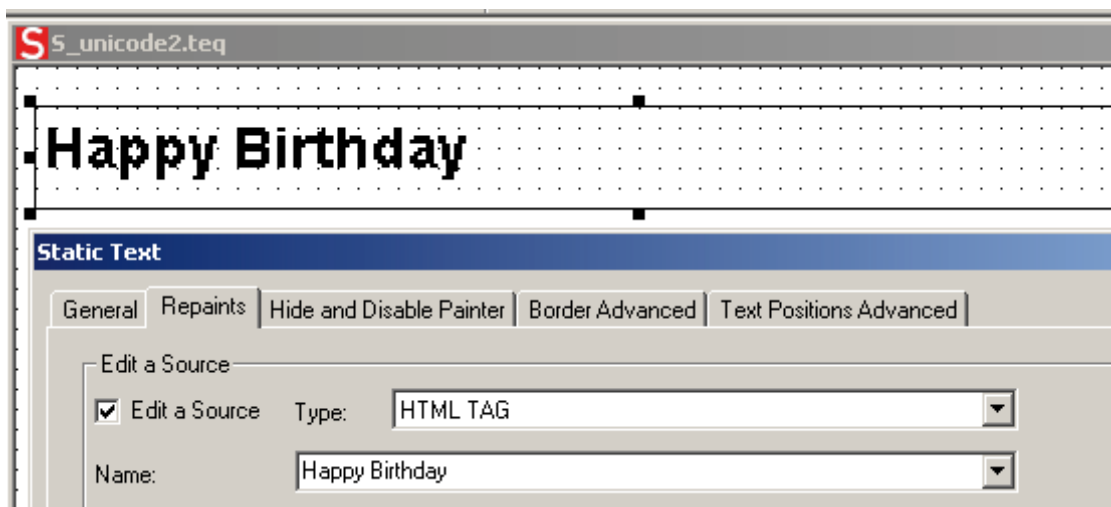 S S_unicode2.teq
Happy Birthday
Static Text
General Repaints Hide and Disable Painter Border Advanced Text Positions Advanced
Edit a Source
Edit a Source Type: HTML TAG
Name: Happy Birthday